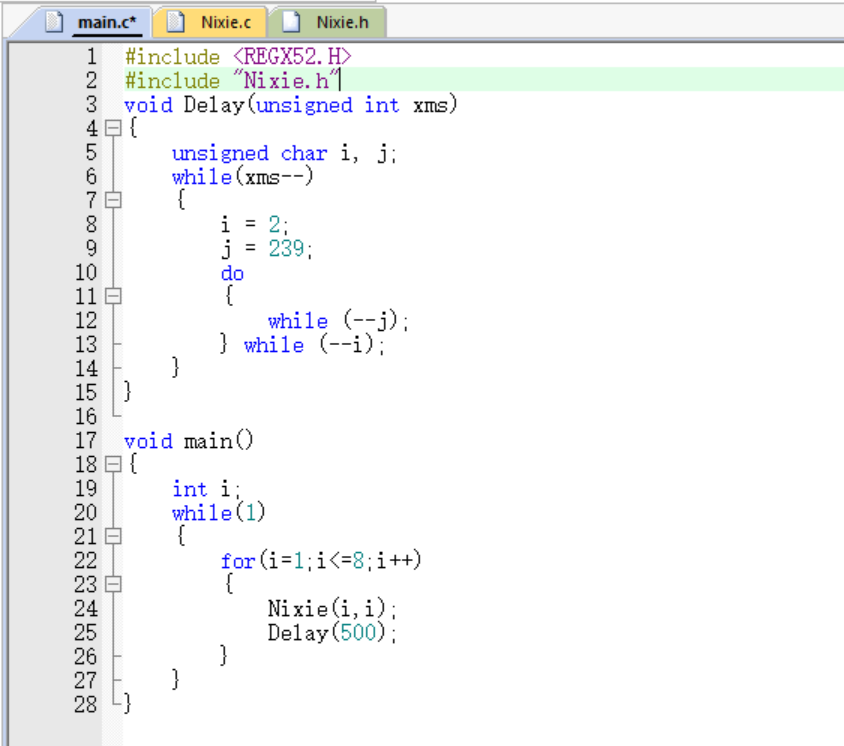 main.c* Nixie.c Nixie.h
1 #include <REGX52.H>
2 #include "Nixie.h"
3 void Delay(unsigned int xms)
4 {
5 unsigned char i, j;
6 while(xms--)
7 {
8 i = 2;
9 j = 239;
10 do
11 {
12 while (--j);
13 } while (--i);
14 }
15 }
16
17 void main()
18 {
19 int i;
20 while(1)
21 {
22 for(i=1;i<=8;i++)
23 {
24 Nixie(i,i);
25 Delay(500);
26 }
27 }
28 }